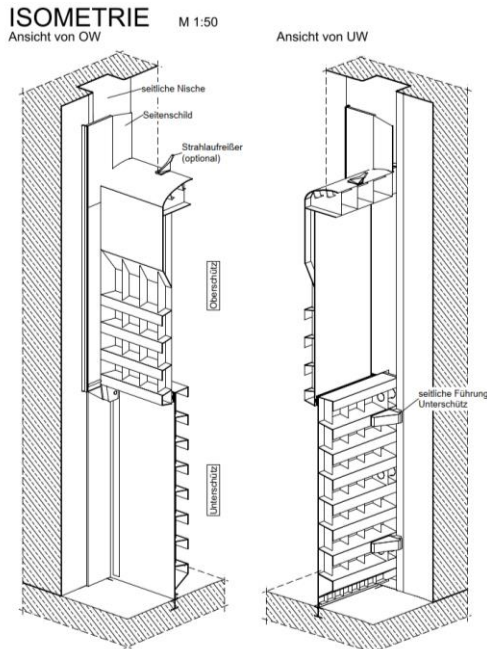 ISOMETRIE M 1:50
Ansicht von OW
Ansicht von UW
seitliche Nische
Seitenschild
Strahlaufreißer
(optional)
Oberschütz
Unterschütz
seitliche Führung
Unterschütz